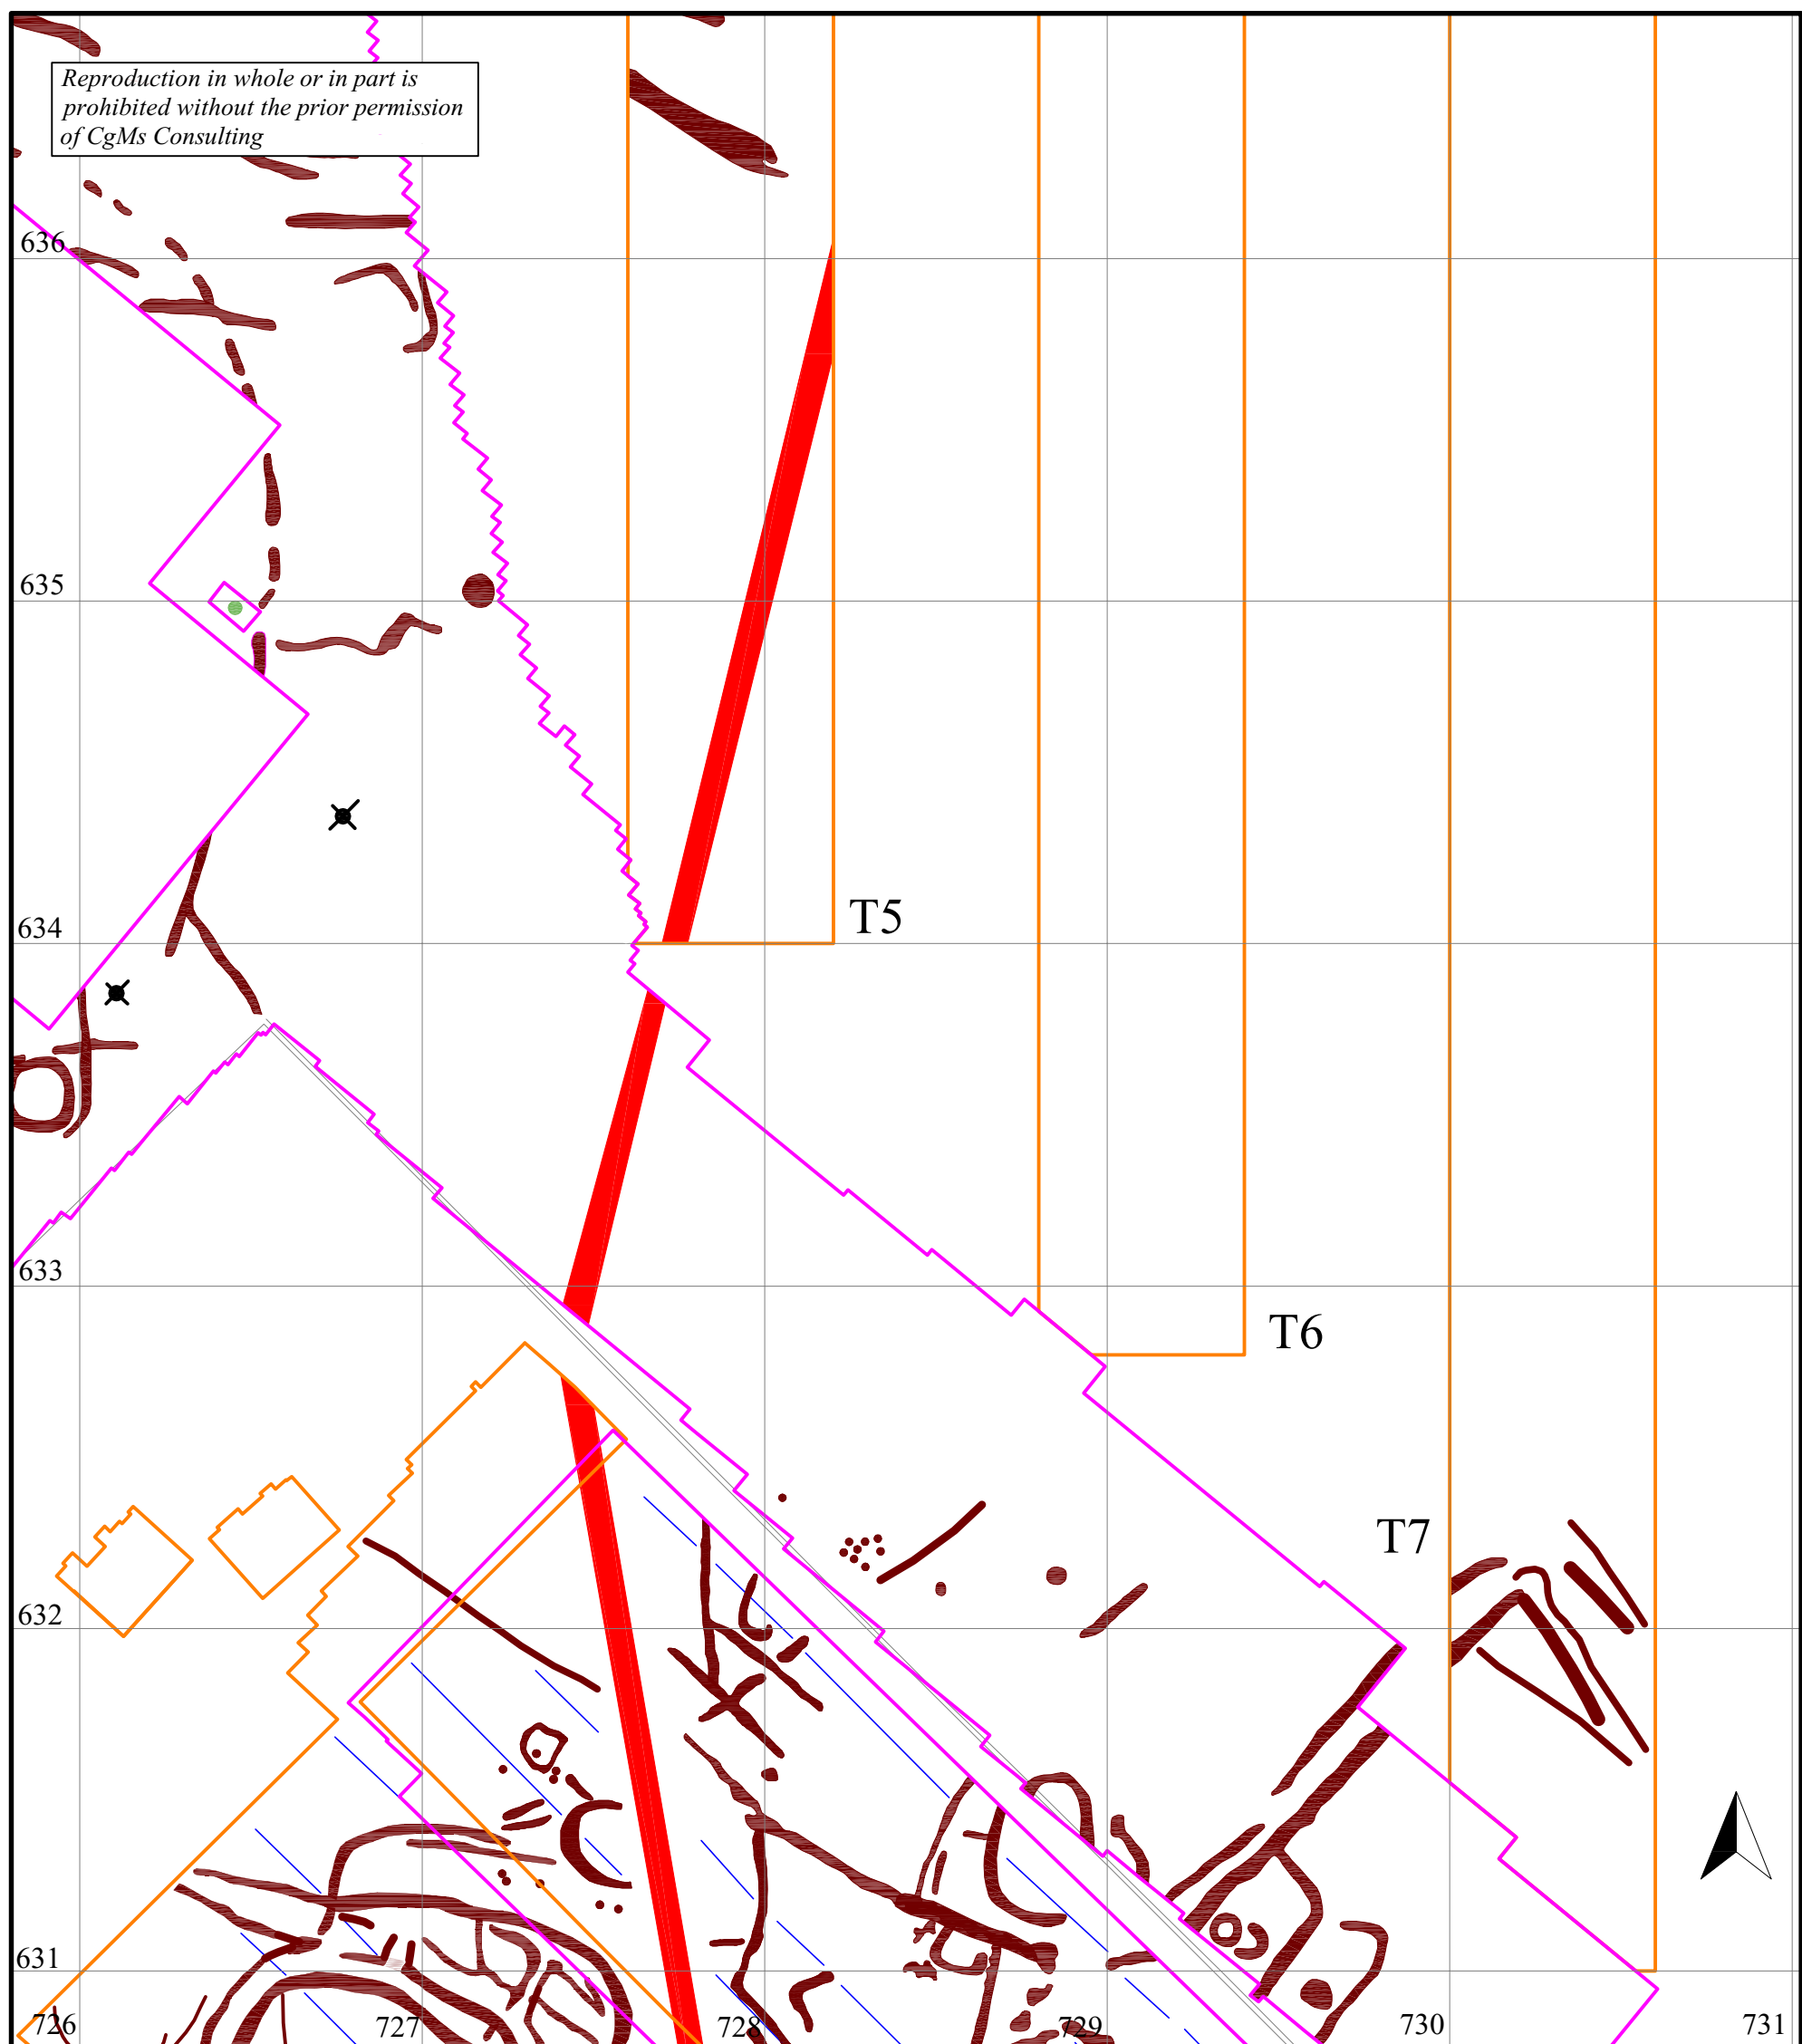 Reproduction in whole or in part is
prohibited without the prior permission
of CgMs Consulting
636
635
634
T5
633
T6
T7
632
631
726
727
728
729
730
731